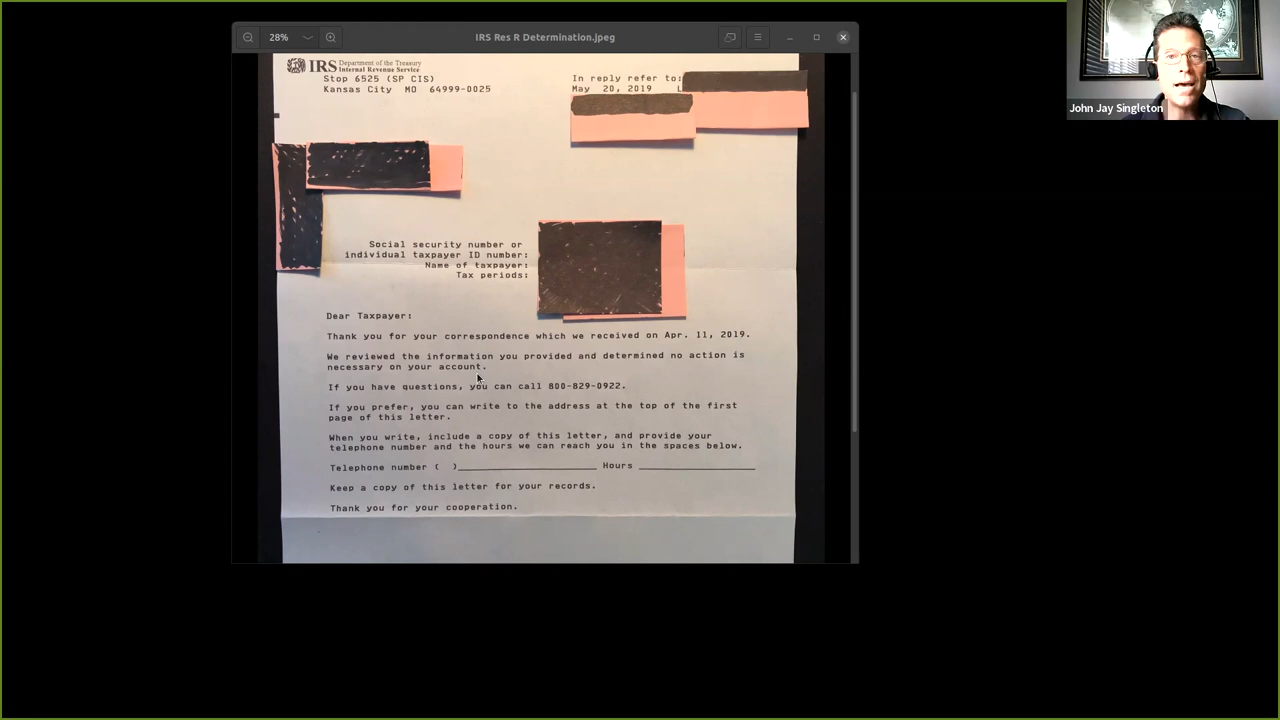 28%
IRS Res R Determination.jpeg
John Jay Singleton
IRS
Department of the Treasury
Internal Revenue Service
Stop 6525 (SP CIS)
Kansas City MO 64999-0025
In reply refer to:
May 20, 2019 L
Social security number or
individual taxpayer ID number:
Name of taxpayer:
Tax periods:
Dear Taxpayer:
Thank you for your correspondence which we received on Apr. 11, 2019.
We reviewed the information you provided and determined no action is
necessary on your account.
If you have questions, you can call 800-829-0922.
If you prefer, you can write to the address at the top of the first
page of this letter.
When you write, include a copy of this letter, and provide your
telephone number and the hours we can reach you in the spaces below.
Telephone number ( )____________________ Hours ________________
Keep a copy of this letter for your records.
Thank you for your cooperation.